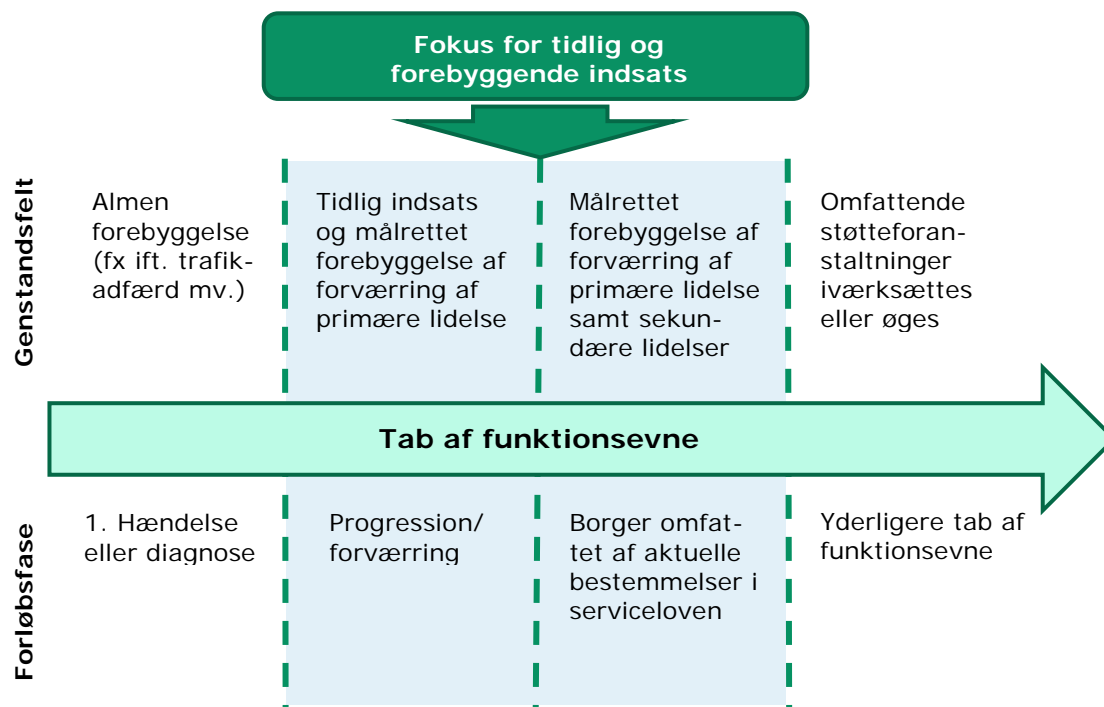 Fokus for tidlig og
forebyggende indsats
Genstandsfelt
Almen
forebyggelse
(fx ift. trafik-
adfærd mv.)
Tidlig indsats
og målrettet
forebyggelse af
forværring af
primære lidelse
Målrettet
forebyggelse af
forværring af
primære lidelse
samt sekun-
dære lidelser
Omfattende
støtteforan-
staltninger
iværksættes
eller øges
Tab af funktionsevne
Forløbsfase
1. Hændelse
eller diagnose
Progression/
forværring
Borger omfat-
tet af aktuelle
bestemmelser i
serviceloven
Yderligere tab af
funktionsevne